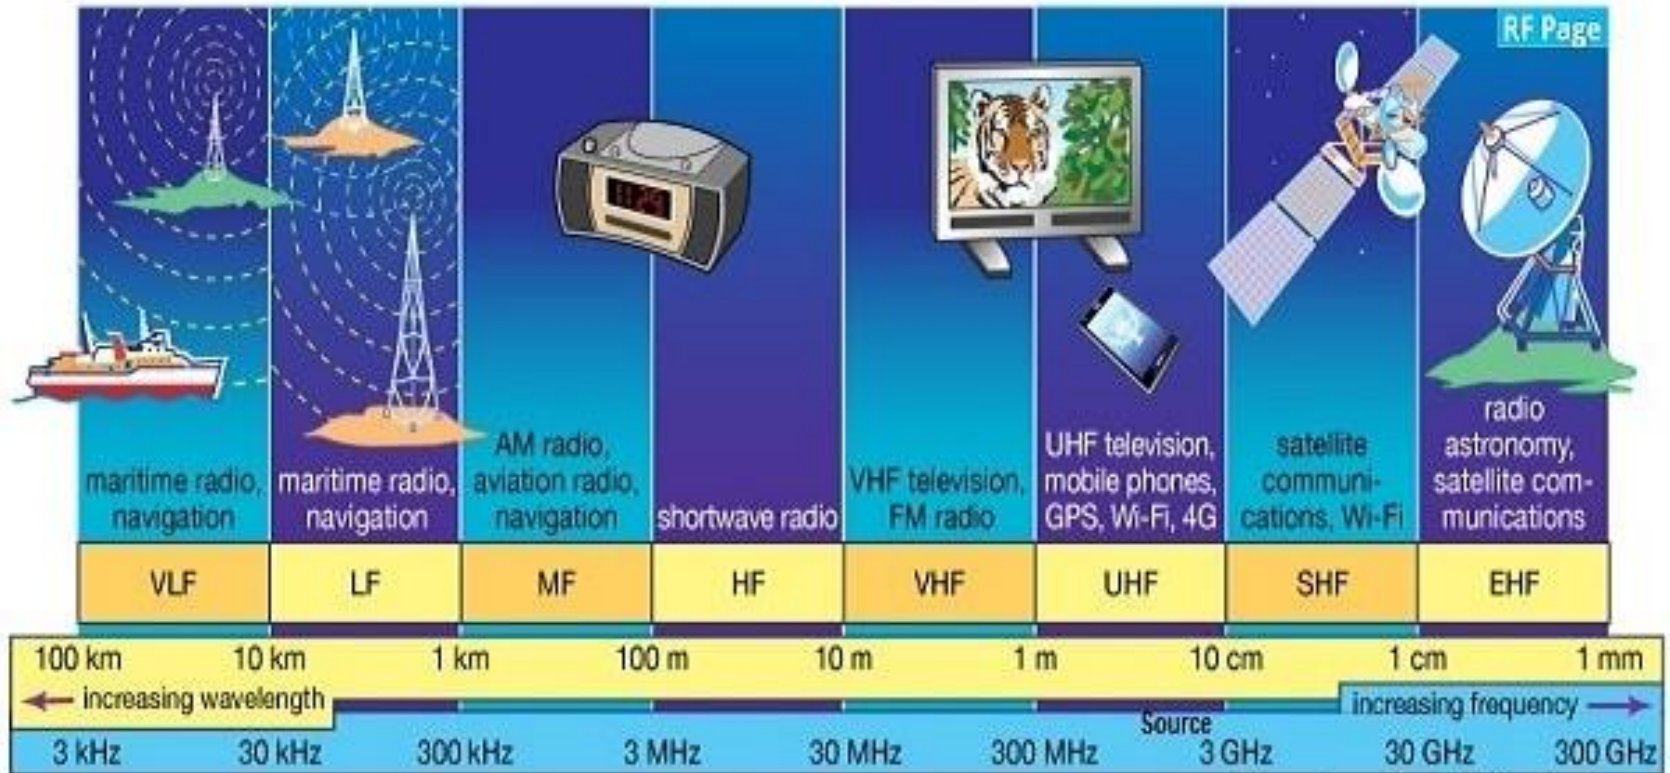 RF Page
11:29
maritime radio,
navigation
maritime radio,
navigation
AM radio,
aviation radio,
navigation
shortwave radio
VHF television,
FM radio
UHF television,
mobile phones,
GPS, Wi-Fi, 4G
satellite
communi-
cations, Wi-Fi
radio
astronomy,
satellite com-
munications
VLF LF MF HF VHF UHF SHF EHF
100 km 10 km 1 km 100 m 10 m 1 m 10 cm 1 cm 1 mm
increasing wavelength
increasing frequency
Source
3 kHz 30 kHz 300 kHz 3 MHz 30 MHz 300 MHz 3 GHz 30 GHz 300 GHz